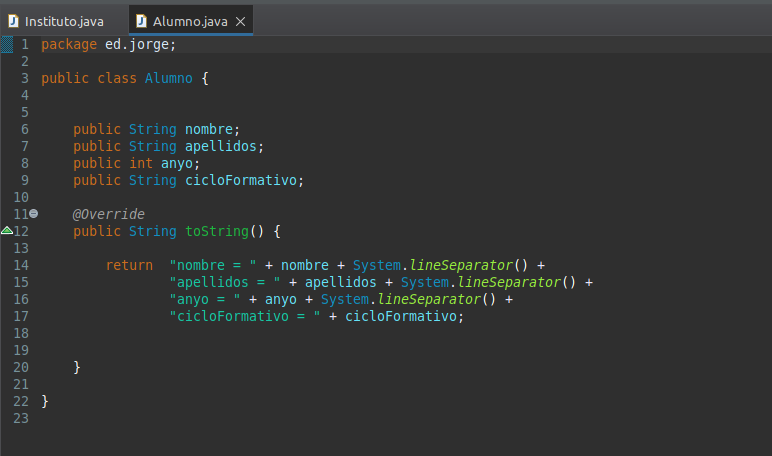 Instituto.java Alumno.java
1 package ed.jorge;
2
3 public class Alumno {
4
5
6     public String nombre;
7     public String apellidos;
8     public int anyo;
9     public String cicloFormativo;
10
11     @Override
12     public String toString() {
13
14         return  "nombre = " + nombre + System.lineSeparator() +
15                 "apellidos = " + apellidos + System.lineSeparator() +
16                 "anyo = " + anyo + System.lineSeparator() +
17                 "cicloFormativo = " + cicloFormativo;
18
19
20     }
21
22 }
23